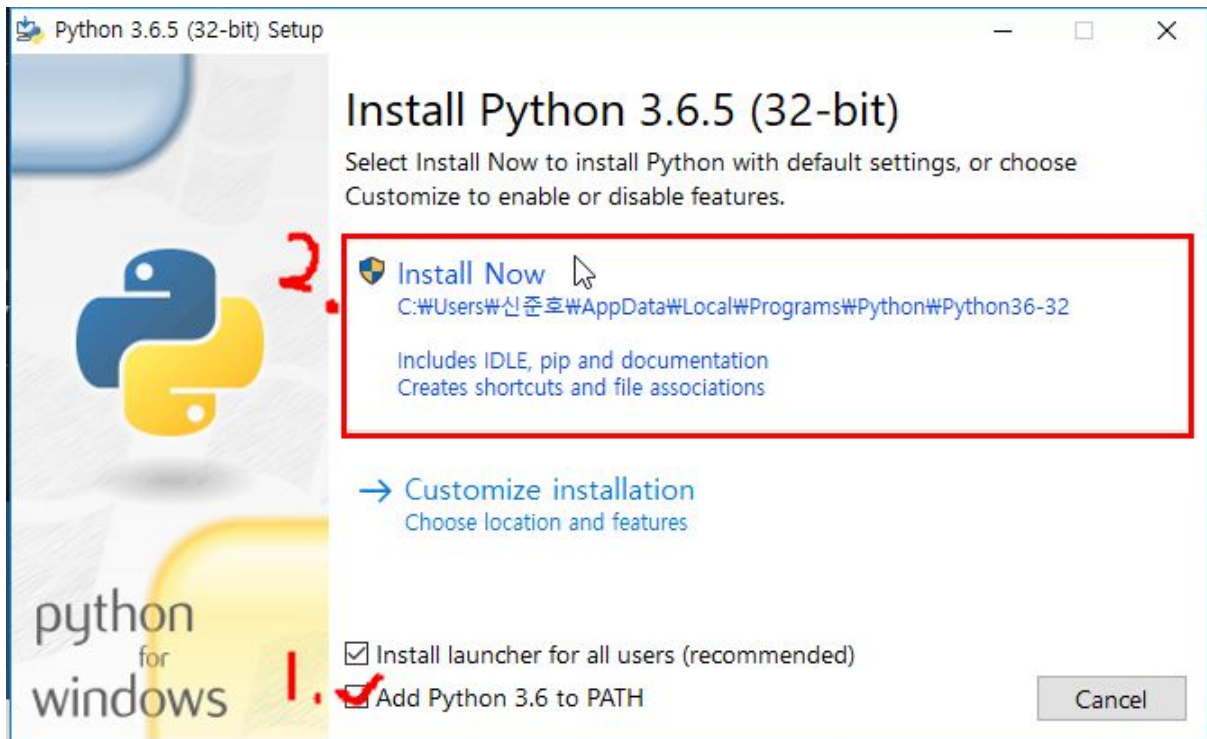 Python 3.6.5 (32-bit) Setup
Install Python 3.6.5 (32-bit)
Select Install Now to install Python with default settings, or choose
Customize to enable or disable features.
2.
Install Now
C:₩Users₩신준호₩AppData₩Local₩Programs₩Python₩Python36-32
Includes IDLE, pip and documentation
Creates shortcuts and file associations
→ Customize installation
Choose location and features
python
for
windows
Install launcher for all users (recommended)
1.
Add Python 3.6 to PATH
Cancel